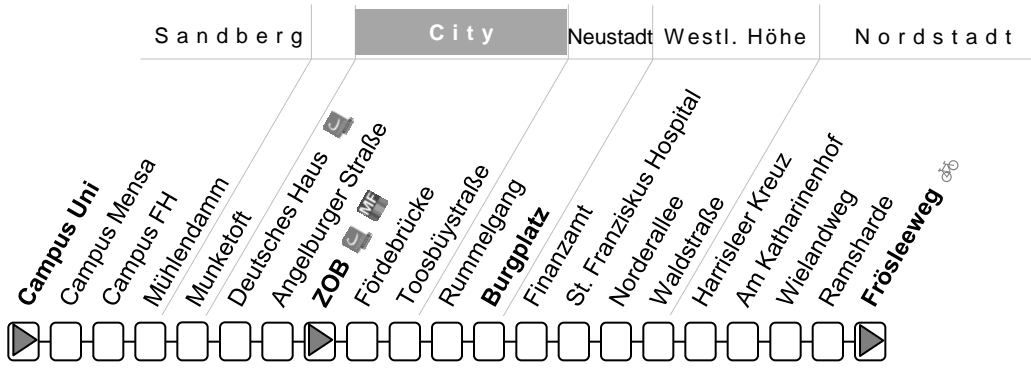 Sandberg
City
Neustadt
Westl. Höhe
Nordstadt
Campus Uni
Campus Mensa
Campus FH
Mühlendamm
Munketoft
Deutsches Haus
Angelburger Straße
ZOB
MF
Fördebrücke
Toosbüystraße
Rummelgang
Burgplatz
Finanzamt
St. Franziskus Hospital
Norderallee
Waldstraße
Harrisleer Kreuz
Am Katharinenhof
Wielandweg
Ramsharde
Frösleeweg